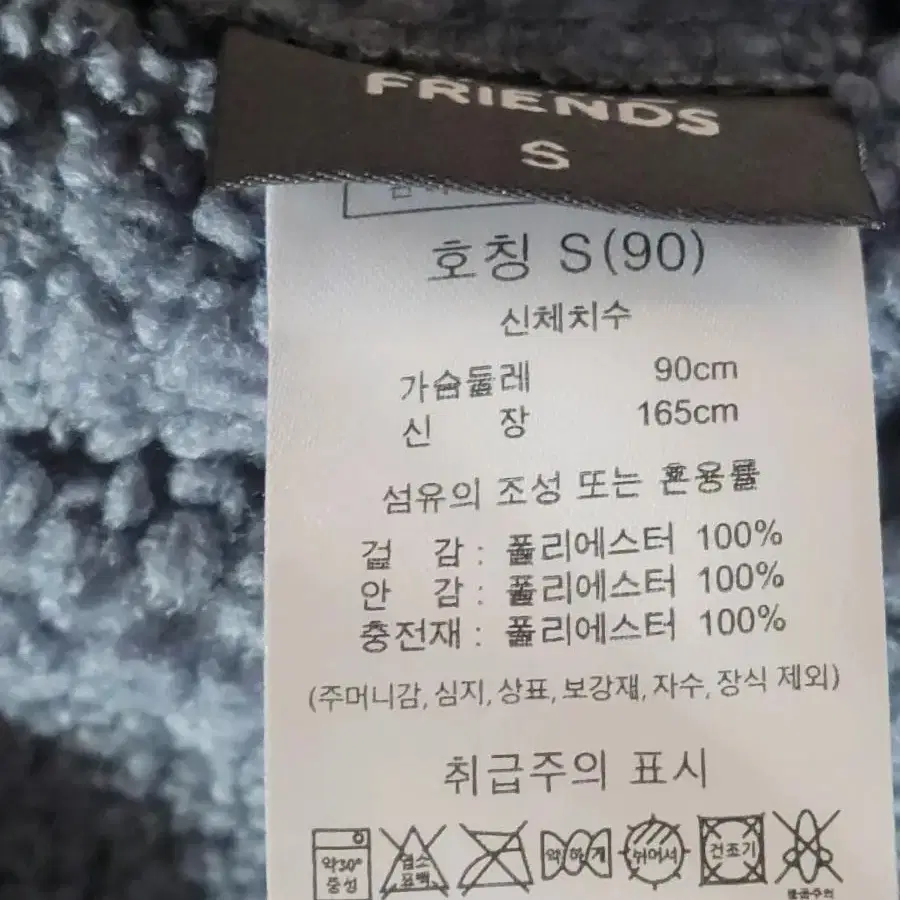 FRIENDS
S
호칭 S(90)
신체치수
가슴둘레 90cm
신 장 165cm
섬유의 조성 또는 혼용률
겉 감 : 폴리에스터 100%
안 감 : 폴리에스터 100%
충전재 : 폴리에스터 100%
(주머니감, 심지, 상표, 보강재, 자수, 장식 제외)
취급주의 표시
약30° 염소 약하게 뉘어서 건조기
중성 표백 불금주의